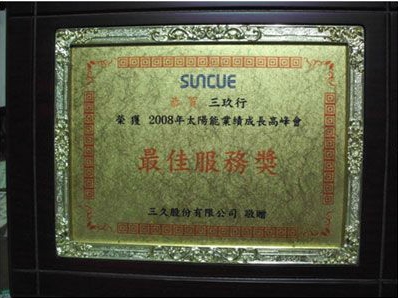 SUNCUE
恭賀 三玖行
榮獲 2008年太陽能業績成長高峰會
最佳服務獎
三久股份有限公司 敬贈